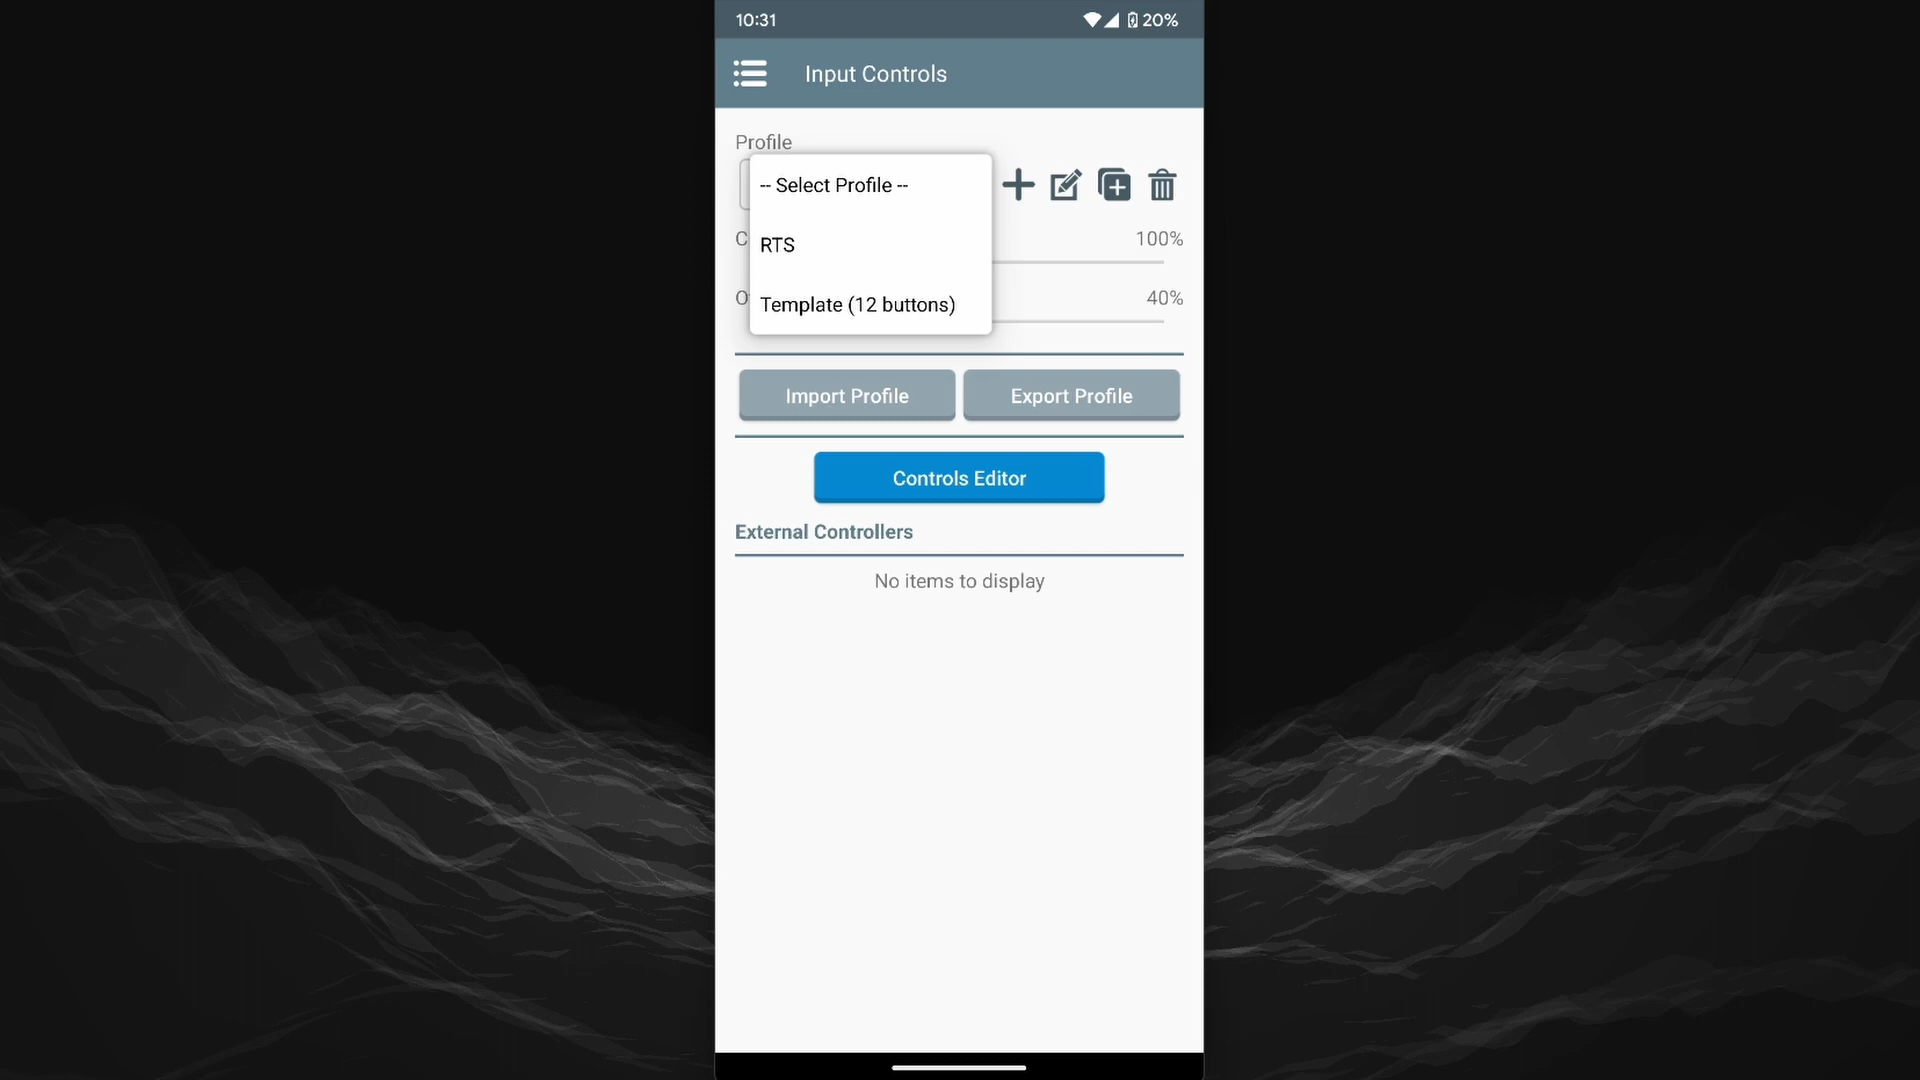 10:31
20%
Input Controls
Profile
-- Select Profile --
C
100%
RTS
O
40%
Template (12 buttons)
Import Profile
Export Profile
Controls Editor
External Controllers
No items to display